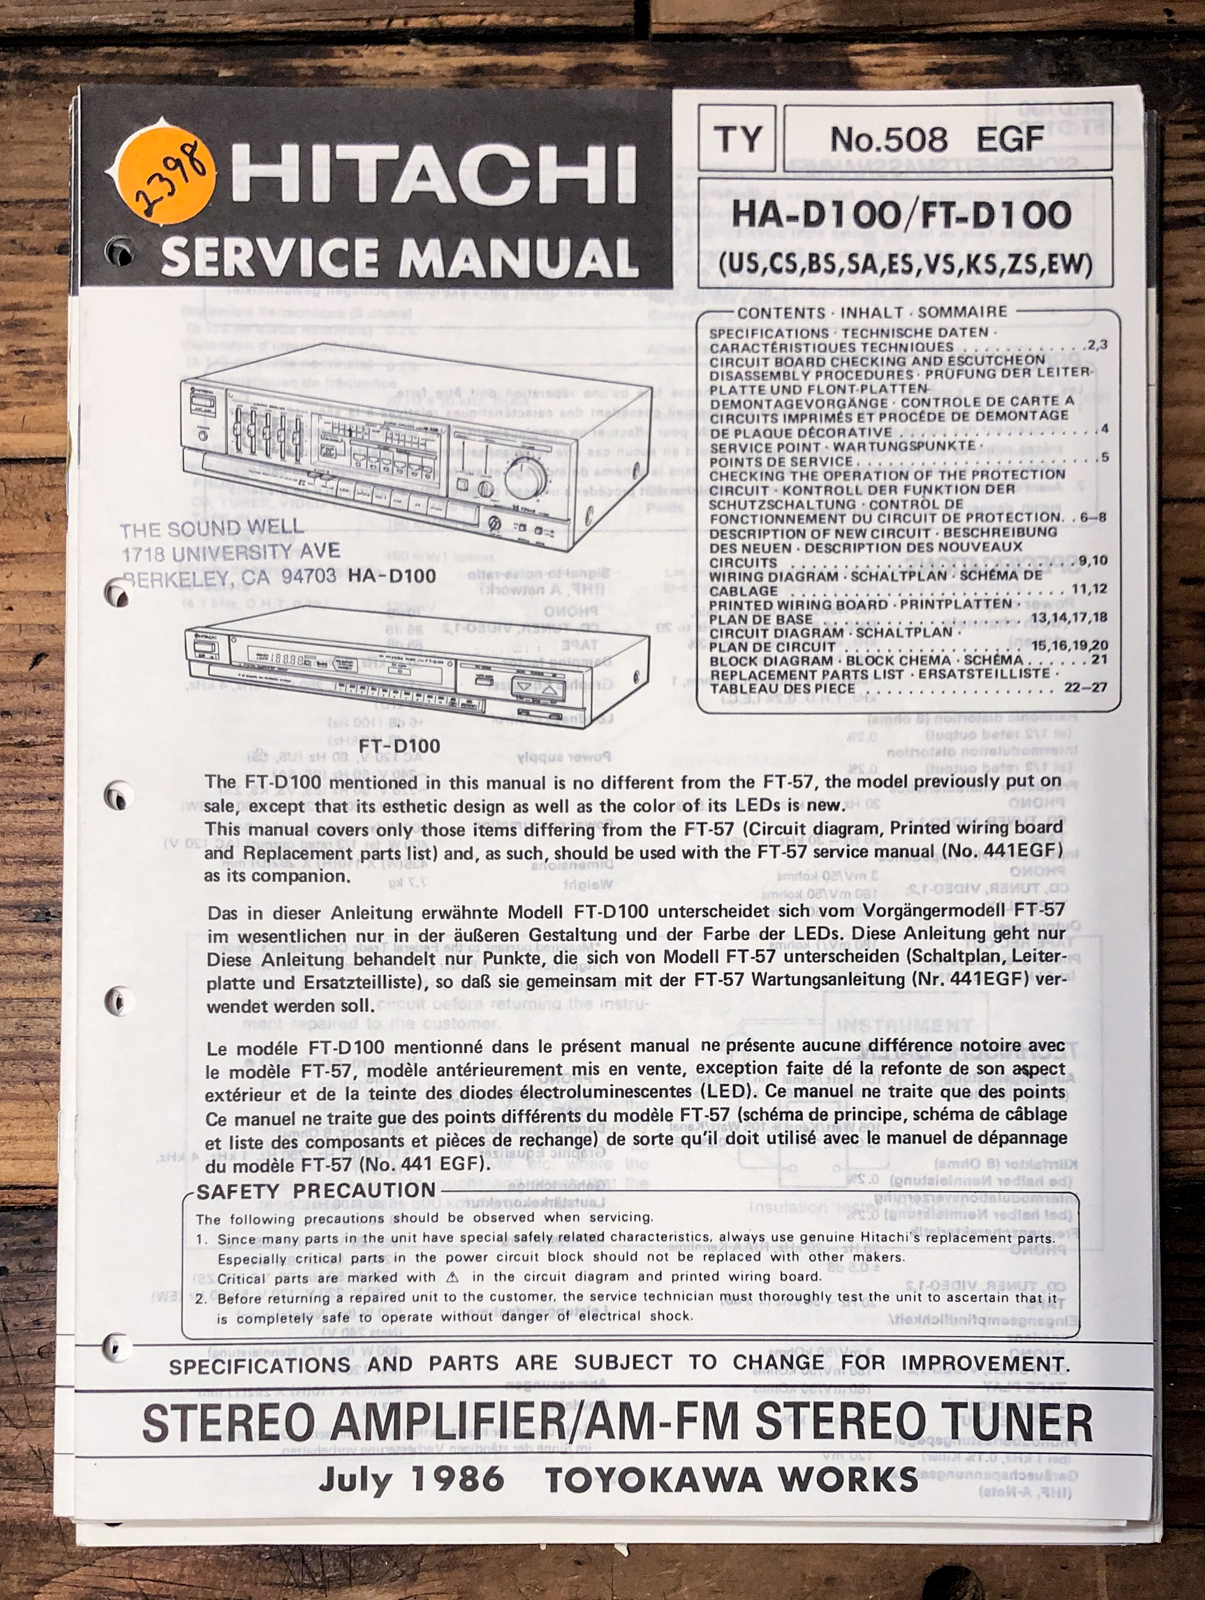 2398
HITACHI
SERVICE MANUAL
TY
No.508 EGF
HA-D100/FT-D100
(US,CS,BS,SA,ES,VS,KS,ZS,EW)
CONTENTS · INHALT · SOMMAIRE
SPECIFICATIONS · TECHNISCHE DATEN ·
CARACTÉRISTIQUES TECHNIQUES . . . . . . . . . . . . 2,3
CIRCUIT BOARD CHECKING AND ESCUTCHEON
DISASSEMBLY PROCEDURES · PRÜFUNG DER LEITER-
PLATTE UND FLONT-PLATTEN-
DEMONTAGEVORGÄNGE · CONTROLE DE CARTE A
CIRCUITS IMPRIMÉS ET PROCÉDE DE DEMONTAGE
DE PLAQUE DÉCORATIVE . . . . . . . . . . . . . . . . . . 4
SERVICE POINT · WARTUNGSPUNKTE ·
POINTS DE SERVICE . . . . . . . . . . . . . . . . . . . . . . 5
CHECKING THE OPERATION OF THE PROTECTION
CIRCUIT · KONTROLL DER FUNKTION DER
SCHUTZSCHALTUNG · CONTRÔL DE
FONCTIONNEMENT DU CIRCUIT DE PROTECTION. . 6–8
DESCRIPTION OF NEW CIRCUIT · BESCHREIBUNG
DES NEUEN · DESCRIPTION DES NOUVEAUX
CIRCUITS . . . . . . . . . . . . . . . . . . . . . . . . . . . 9,10
WIRING DIAGRAM · SCHALTPLAN · SCHÉMA DE
CABLAGE . . . . . . . . . . . . . . . . . . . . . . . . . . 11,12
PRINTED WIRING BOARD · PRINTPLATTEN ·
PLAN DE BASE . . . . . . . . . . . . . . . . . . 13,14,17,18
CIRCUIT DIAGRAM · SCHALTPLAN ·
PLAN DE CIRCUIT . . . . . . . . . . . . . . . . 15,16,19,20
BLOCK DIAGRAM · BLOCK CHEMA · SCHÉMA . . . . . . 21
REPLACEMENT PARTS LIST · ERSATSTEILLISTE ·
TABLEAU DES PIECE . . . . . . . . . . . . . . . . . . 22–27
THE SOUND WELL
1718 UNIVERSITY AVE
BERKELEY, CA 94703 HA-D100
FT-D100
The FT-D100 mentioned in this manual is no different from the FT-57, the model previously put on
sale, except that its esthetic design as well as the color of its LEDs is new.
This manual covers only those items differing from the FT-57 (Circuit diagram, Printed wiring board
and Replacement parts list) and, as such, should be used with the FT-57 service manual (No. 441EGF)
as its companion.
Das in dieser Anleitung erwähnte Modell FT-D100 unterscheidet sich vom Vorgängermodell FT-57
im wesentlichen nur in der äußeren Gestaltung und der Farbe der LEDs. Diese Anleitung geht nur
Diese Anleitung behandelt nur Punkte, die sich von Modell FT-57 unterscheiden (Schaltplan, Leiter-
platte und Ersatzteilliste), so daß sie gemeinsam mit der FT-57 Wartungsanleitung (Nr. 441EGF) ver-
wendet werden soll.
Le modéle FT-D100 mentionné dans le présent manual ne présente aucune différence notoire avec
le modèle FT-57, modèle antérieurement mis en vente, exception faite dé la refonte de son aspect
extérieur et de la teinte des diodes électroluminescentes (LED). Ce manuel ne traite que des points
Ce manuel ne traite gue des points différents du modèle FT-57 (schéma de principe, schéma de câblage
et liste des composants et pièces de rechange) de sorte qu'il doit utilisé avec le manuel de dépannage
du modèle FT-57 (No. 441 EGF).
SAFETY PRECAUTION
The following precautions should be observed when servicing.
1. Since many parts in the unit have special safely related characteristics, always use genuine Hitachi's replacement parts.
Especially critical parts in the power circuit block should not be replaced with other makers.
Critical parts are marked with ⚠ in the circuit diagram and printed wiring board.
2. Before returning a repaired unit to the customer, the service technician must thoroughly test the unit to ascertain that it
is completely safe to operate without danger of electrical shock.
SPECIFICATIONS AND PARTS ARE SUBJECT TO CHANGE FOR IMPROVEMENT.
STEREO AMPLIFIER/AM-FM STEREO TUNER
July 1986 TOYOKAWA WORKS